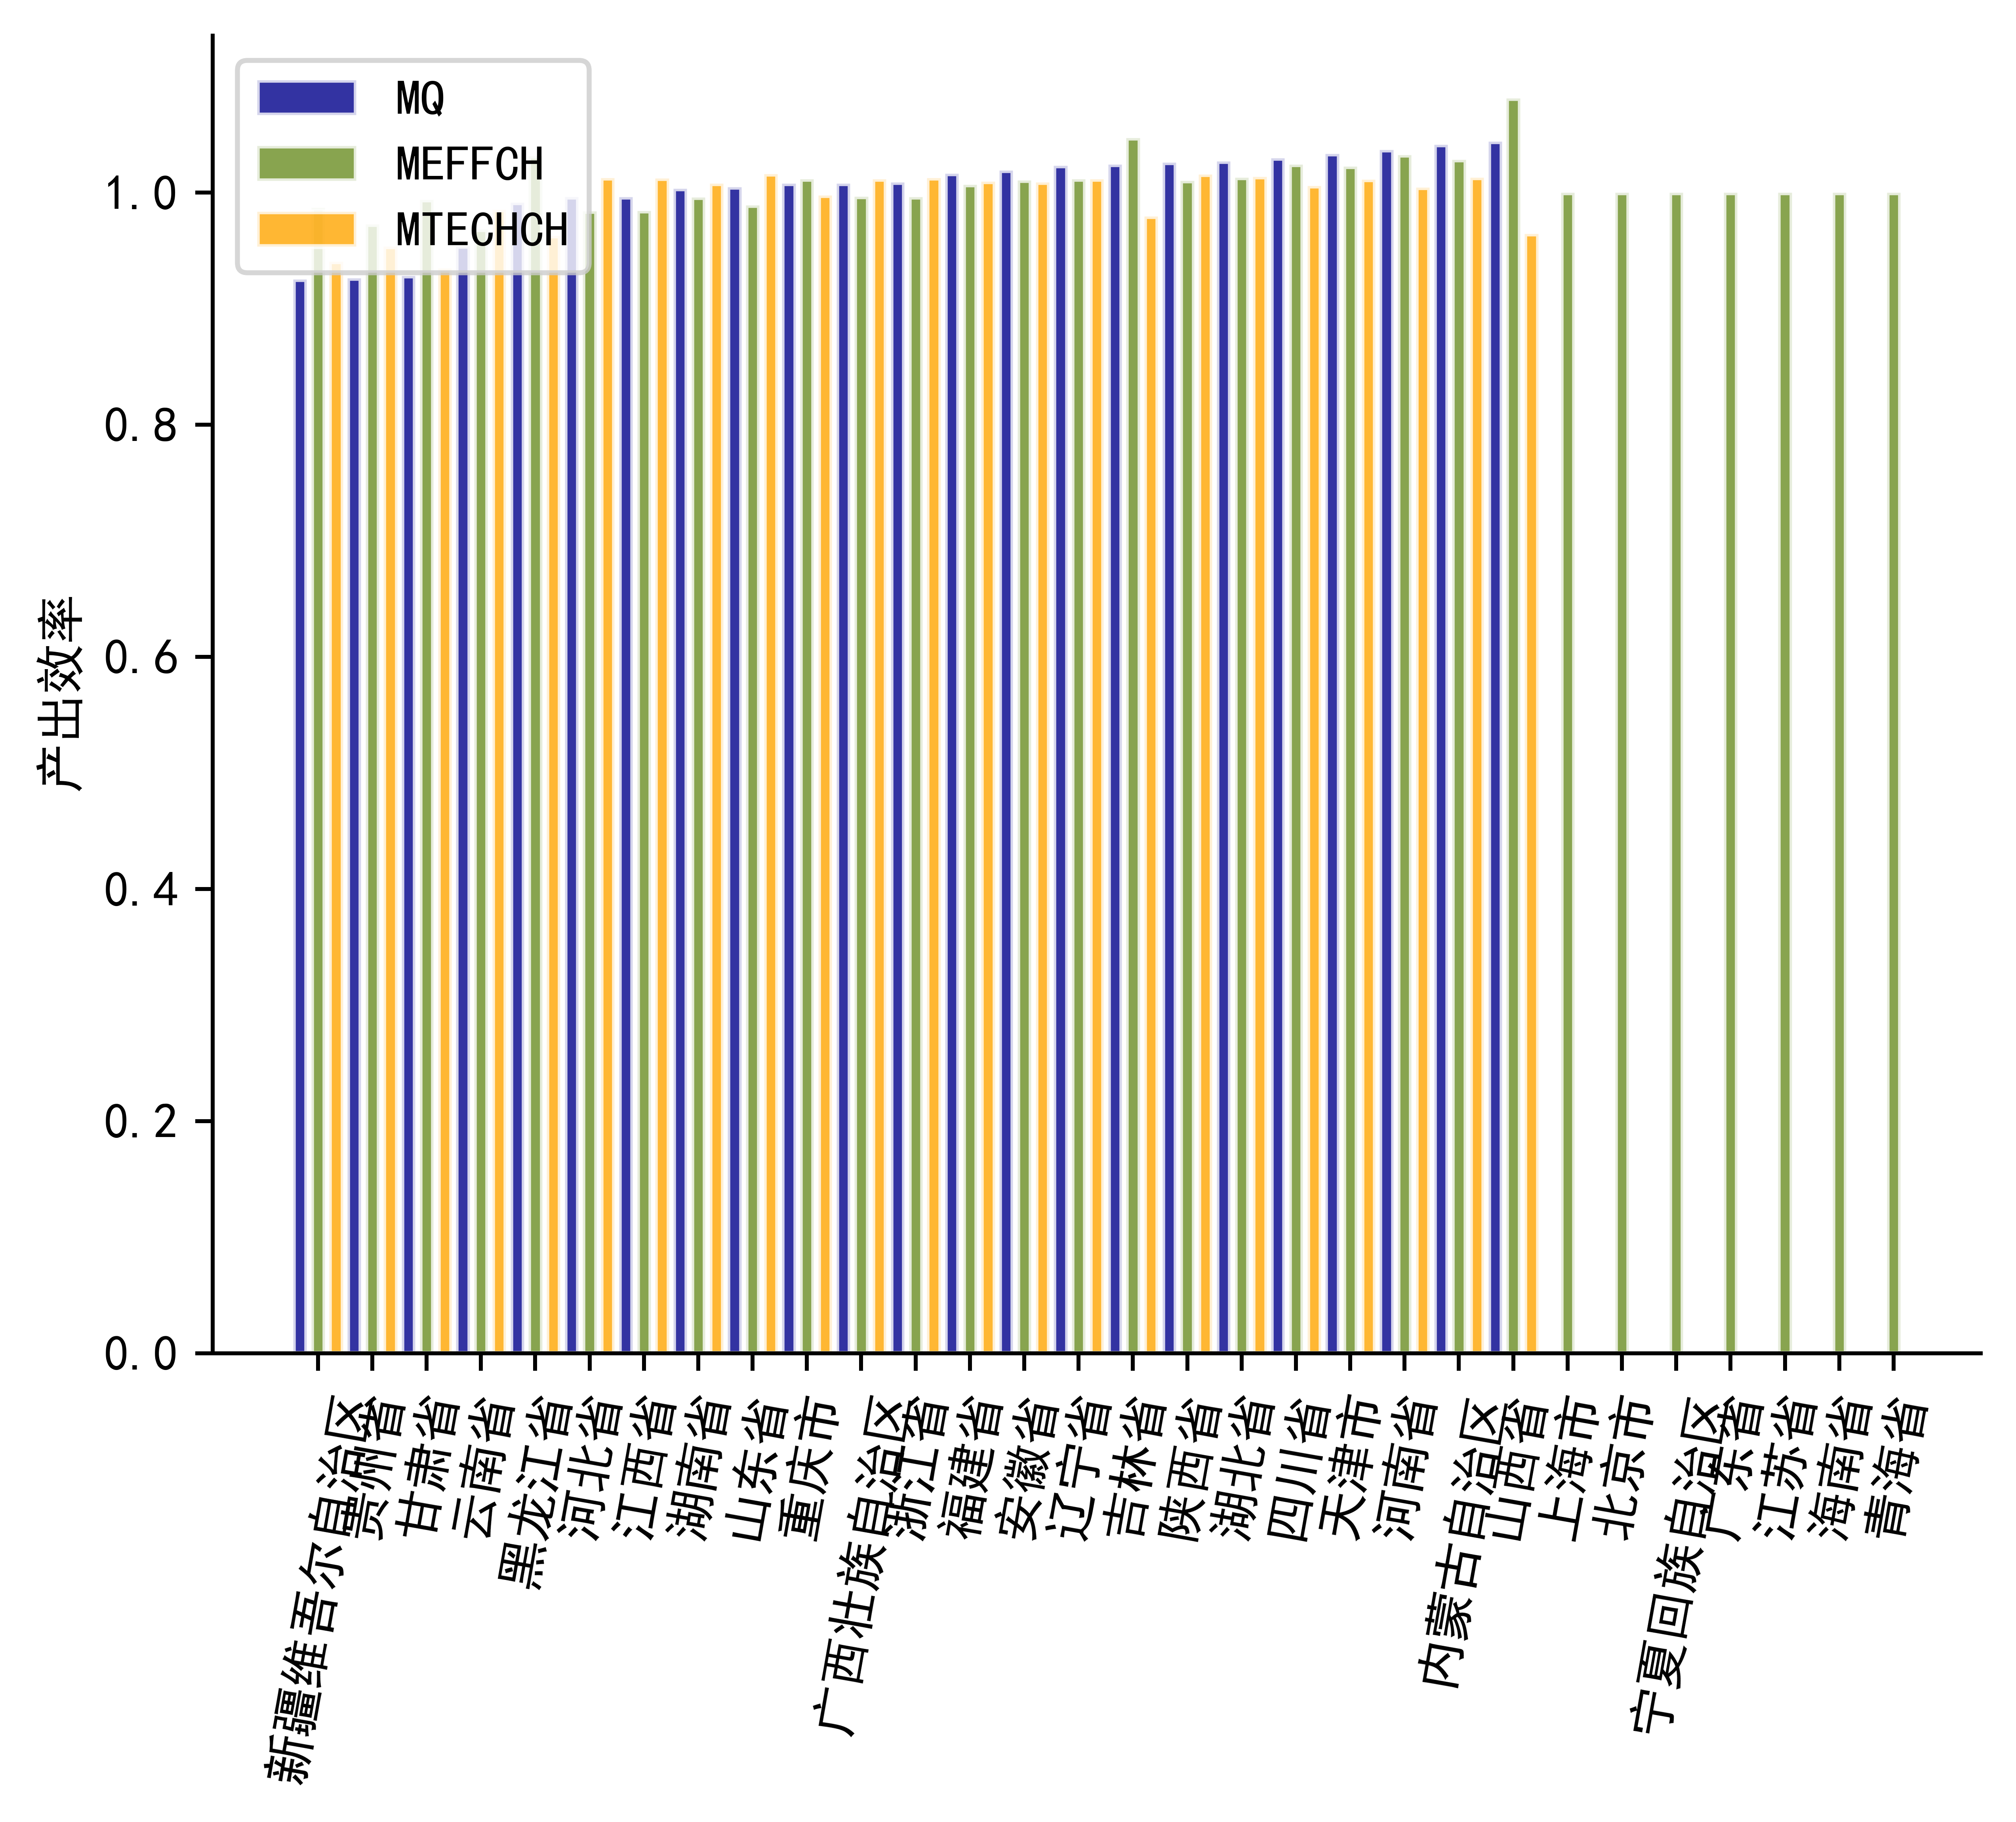 MQ
MEFFCH
MTECHCH
产出效率
1.0
0.8
0.6
0.4
0.2
0.0
新疆维吾尔自治区
贵州省
甘肃省
云南省
黑龙江省
河北省
江西省
湖南省
山东省
重庆市
广西壮族自治区
浙江省
福建省
安徽省
辽宁省
吉林省
陕西省
湖北省
四川省
天津市
河南省
内蒙古自治区
山西省
上海市
北京市
宁夏回族自治区
广东省
江苏省
海南省
青海省